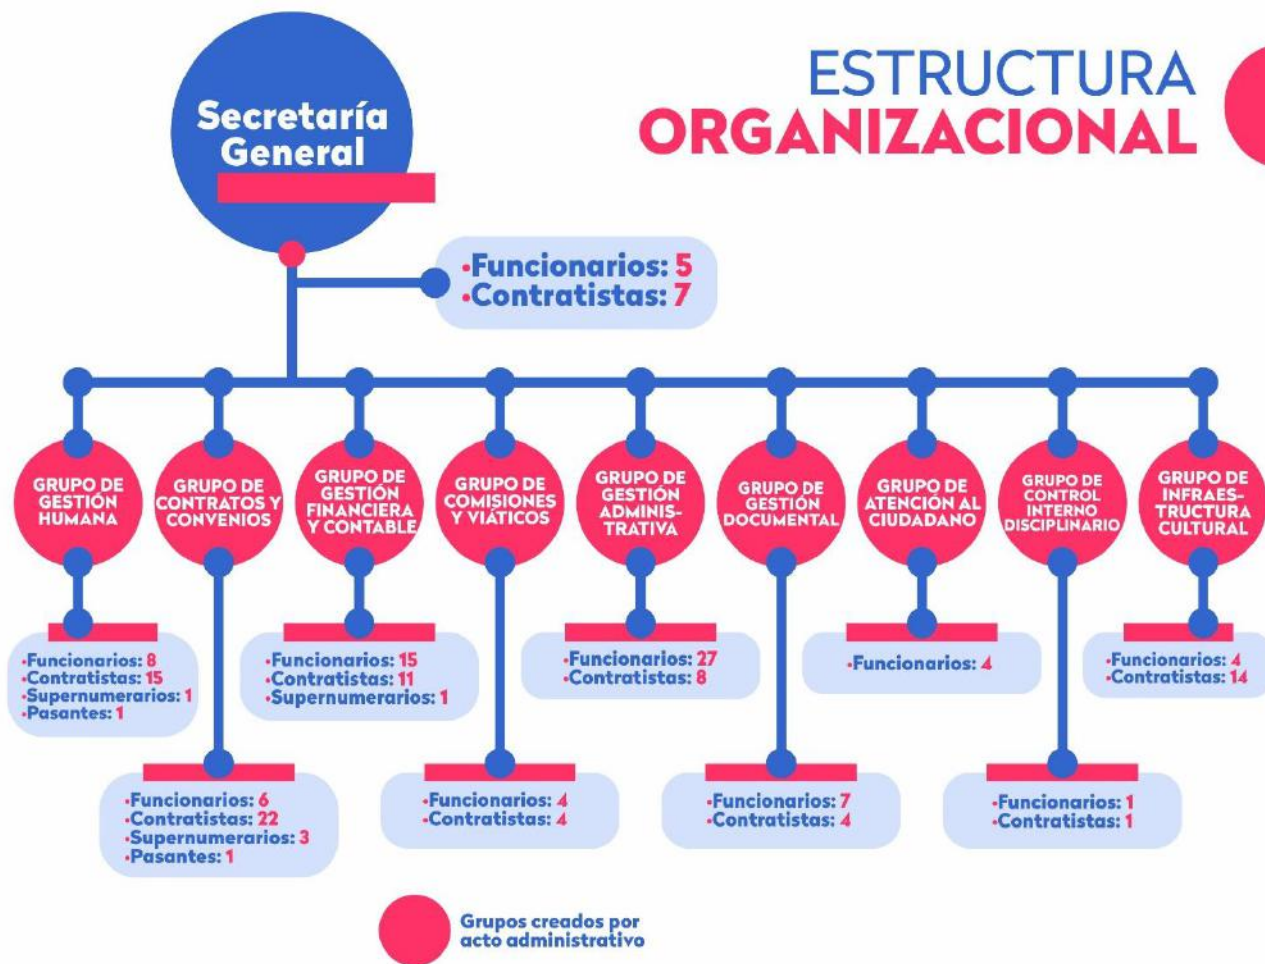 ESTRUCTURA
ORGANIZACIONAL
Secretaría
General
•Funcionarios: 5
•Contratistas: 7
GRUPO DE
GESTIÓN
HUMANA
GRUPO DE
CONTRATOS Y
CONVENIOS
GRUPO DE
GESTIÓN
FINANCIERA
Y CONTABLE
GRUPO DE
COMISIONES
Y VIÁTICOS
GRUPO DE
GESTIÓN
ADMINIS-
TRATIVA
GRUPO DE
GESTIÓN
DOCUMENTAL
GRUPO DE
ATENCIÓN AL
CIUDADANO
GRUPO DE
CONTROL
INTERNO
DISCIPLINARIO
GRUPO DE
INFRAES-
TRUCTURA
CULTURAL
•Funcionarios: 8
•Contratistas: 15
•Supernumerarios: 1
•Pasantes: 1
•Funcionarios: 15
•Contratistas: 11
•Supernumerarios: 1
•Funcionarios: 27
•Contratistas: 8
•Funcionarios: 4
•Funcionarios: 4
•Contratistas: 14
•Funcionarios: 6
•Contratistas: 22
•Supernumerarios: 3
•Pasantes: 1
•Funcionarios: 4
•Contratistas: 4
•Funcionarios: 7
•Contratistas: 4
•Funcionarios: 1
•Contratistas: 1
Grupos creados por
acto administrativo